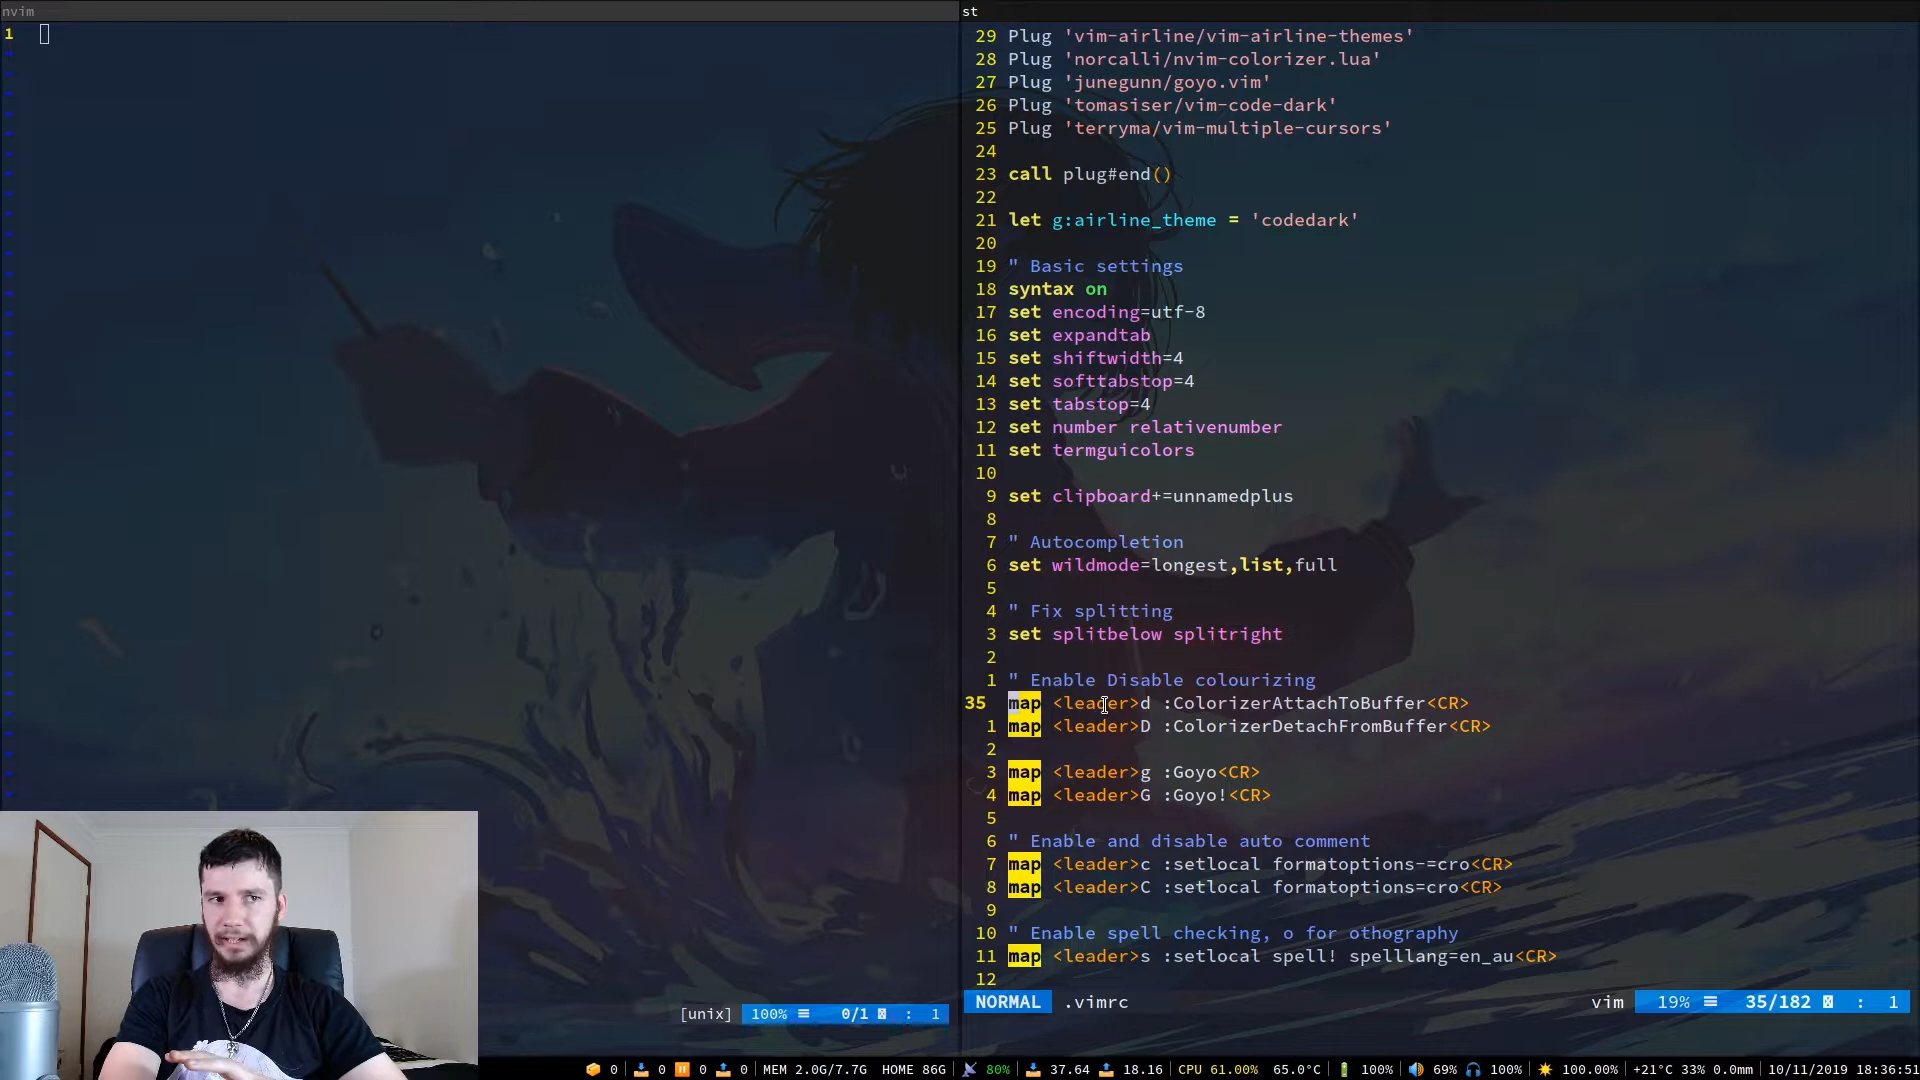 nvim
1
st
29 Plug 'vim-airline/vim-airline-themes'
28 Plug 'norcalli/nvim-colorizer.lua'
27 Plug 'junegunn/goyo.vim'
26 Plug 'tomasiser/vim-code-dark'
25 Plug 'terryma/vim-multiple-cursors'
24
23 call plug#end()
22
21 let g:airline_theme = 'codedark'
20
19 " Basic settings
18 syntax on
17 set encoding=utf-8
16 set expandtab
15 set shiftwidth=4
14 set softtabstop=4
13 set tabstop=4
12 set number relativenumber
11 set termguicolors
10
9 set clipboard+=unnamedplus
8
7 " Autocompletion
6 set wildmode=longest,list,full
5
4 " Fix splitting
3 set splitbelow splitright
2
1 " Enable Disable colourizing
35 map <leader>d :ColorizerAttachToBuffer<CR>
1 map <leader>D :ColorizerDetachFromBuffer<CR>
2
3 map <leader>g :Goyo<CR>
4 map <leader>G :Goyo!<CR>
5
6 " Enable and disable auto comment
7 map <leader>c :setlocal formatoptions-=cro<CR>
8 map <leader>C :setlocal formatoptions=cro<CR>
9
10 " Enable spell checking, o for othography
11 map <leader>s :setlocal spell! spelllang=en_au<CR>
12
NORMAL .vimrc vim 19% 35/182 : 1
[unix] 100% 0/1 : 1
0 0 0 0 MEM 2.0G/7.7G HOME 86G 80% 37.64 18.16 CPU 61.00% 65.0°C 100% 69% 100% 100.00% +21°C 33% 0.0mm 10/11/2019 18:36:51